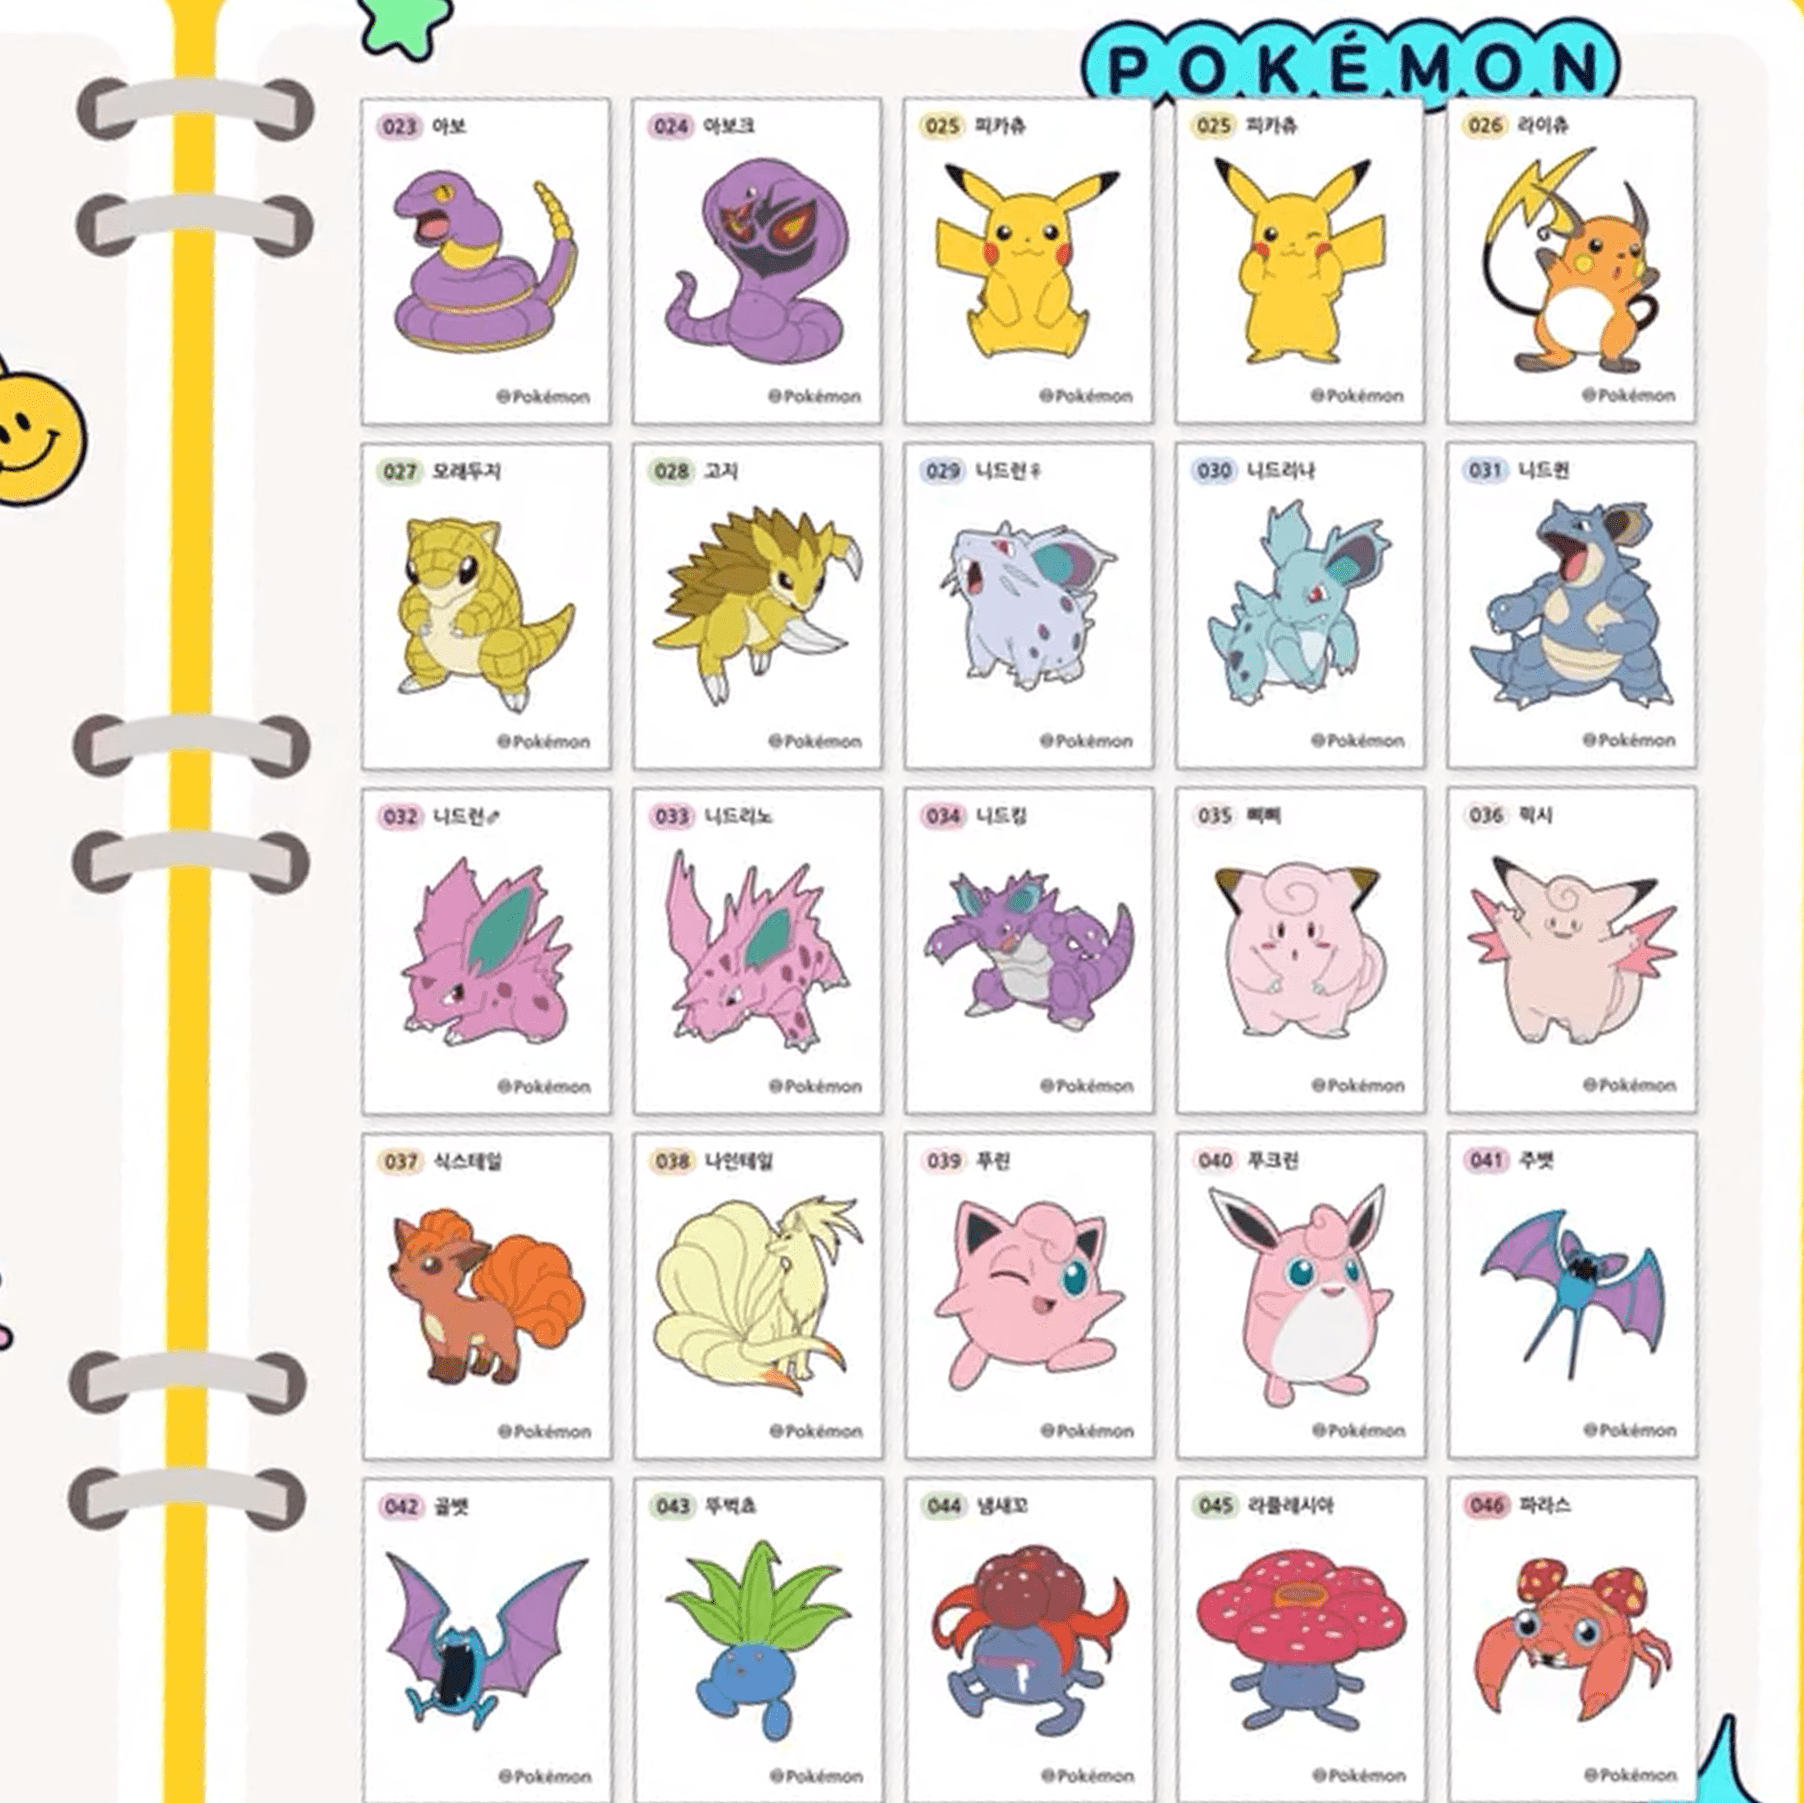 POKÉMON
023 아보
©Pokémon
024 아보크
©Pokémon
025 피카츄
©Pokémon
025 피카츄
©Pokémon
026 라이츄
©Pokémon
027 모래두지
©Pokémon
028 고지
©Pokémon
029 니드런♀
©Pokémon
030 니드리나
©Pokémon
031 니드퀸
©Pokémon
032 니드런♂
©Pokémon
033 니드리노
©Pokémon
034 니드킹
©Pokémon
035 삐삐
©Pokémon
036 픽시
©Pokémon
037 식스테일
©Pokémon
038 나인테일
©Pokémon
039 푸린
©Pokémon
040 푸크린
©Pokémon
041 주뱃
©Pokémon
042 골뱃
©Pokémon
043 뚜벅쵸
©Pokémon
044 냄새꼬
©Pokémon
045 라플레시아
©Pokémon
046 파라스
©Pokémon